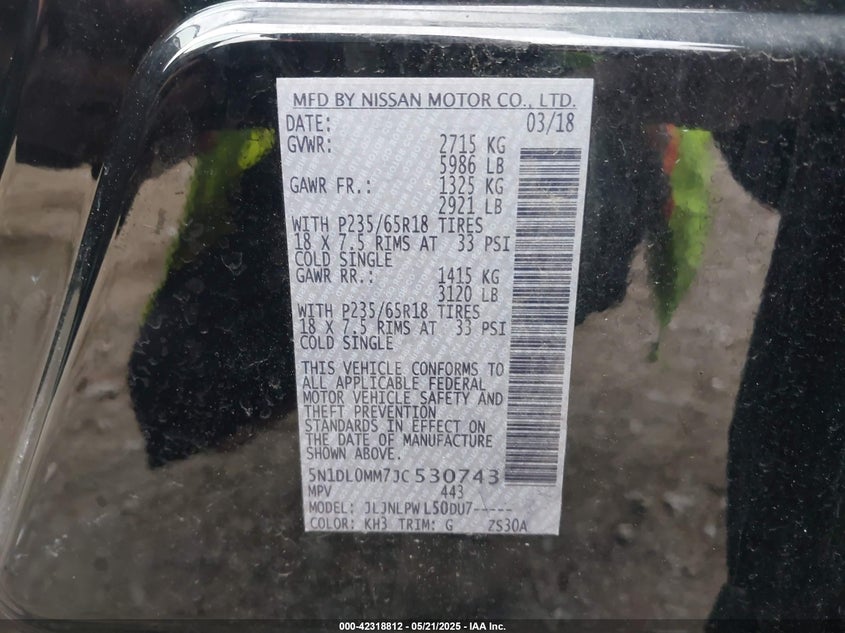 MFD BY NISSAN MOTOR CO., LTD.
DATE: 03/18
GVWR: 2715 KG
5986 LB
GAWR FR.: 1325 KG
2921 LB
WITH P235/65R18 TIRES
18 X 7.5 RIMS AT 33 PSI
COLD SINGLE
GAWR RR.: 1415 KG
3120 LB
WITH P235/65R18 TIRES
18 X 7.5 RIMS AT 33 PSI
COLD SINGLE
THIS VEHICLE CONFORMS TO
ALL APPLICABLE FEDERAL
MOTOR VEHICLE SAFETY AND
THEFT PREVENTION
STANDARDS IN EFFECT ON
THE DATE OF MANUFACTURE
SHOWN ABOVE.
5N1DL0MM7JC530743
MPV 443
MODEL: JLJNLPWL50DU7-----
COLOR: KH3 TRIM: G ZS30A
000-42318812 - 05/21/2025 - IAA Inc.